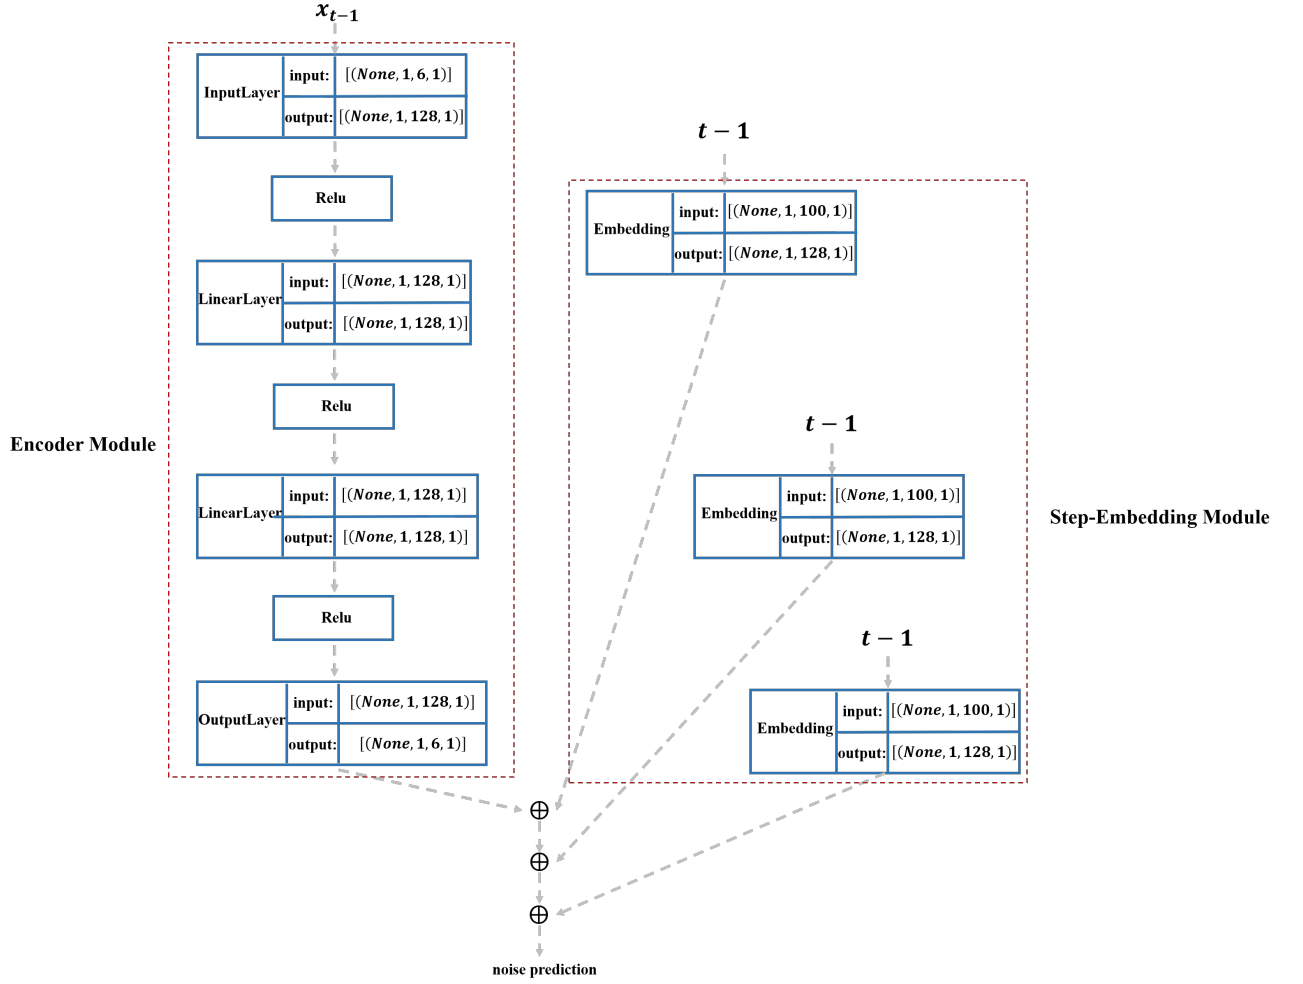 x_{t−1}
InputLayer
input:
[(None, 1, 6, 1)]
output:
[(None, 1, 128, 1)]
Relu
LinearLayer
input:
[(None, 1, 128, 1)]
output:
[(None, 1, 128, 1)]
Relu
Encoder Module
LinearLayer
input:
[(None, 1, 128, 1)]
output:
[(None, 1, 128, 1)]
Relu
OutputLayer
input:
[(None, 1, 128, 1)]
output:
[(None, 1, 6, 1)]
t − 1
Embedding
input:
[(None, 1, 100, 1)]
output:
[(None, 1, 128, 1)]
t − 1
Embedding
input:
[(None, 1, 100, 1)]
output:
[(None, 1, 128, 1)]
Step-Embedding Module
t − 1
Embedding
input:
[(None, 1, 100, 1)]
output:
[(None, 1, 128, 1)]
⊕
⊕
⊕
noise prediction